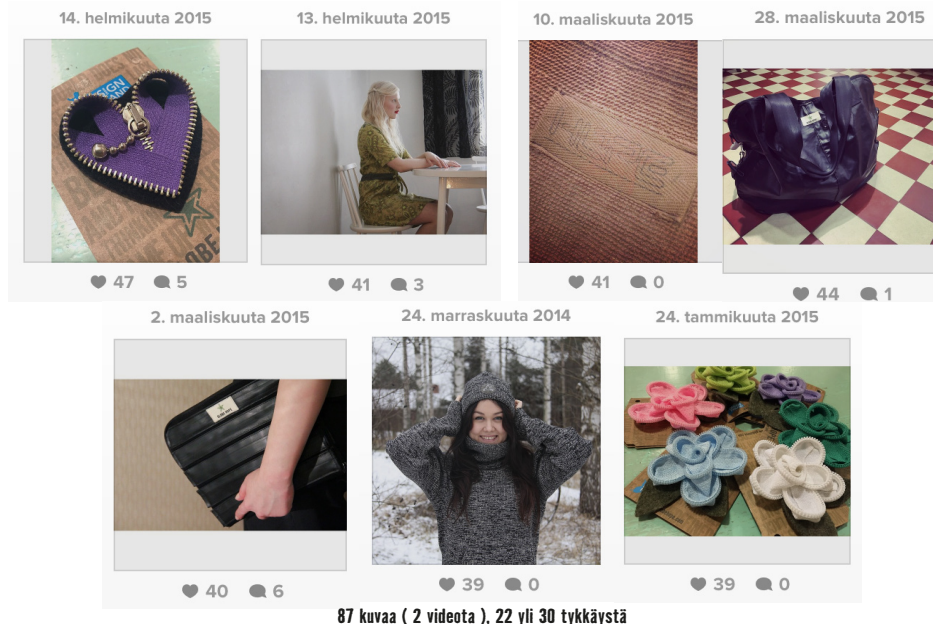 14. helmikuuta 2015
13. helmikuuta 2015
10. maaliskuuta 2015
28. maaliskuuta 2015
47 5
41 3
41 0
44 1
2. maaliskuuta 2015
24. marraskuuta 2014
24. tammikuuta 2015
40 6
39 0
39 0
87 kuvaa ( 2 videota ), 22 yli 30 tykkäystä